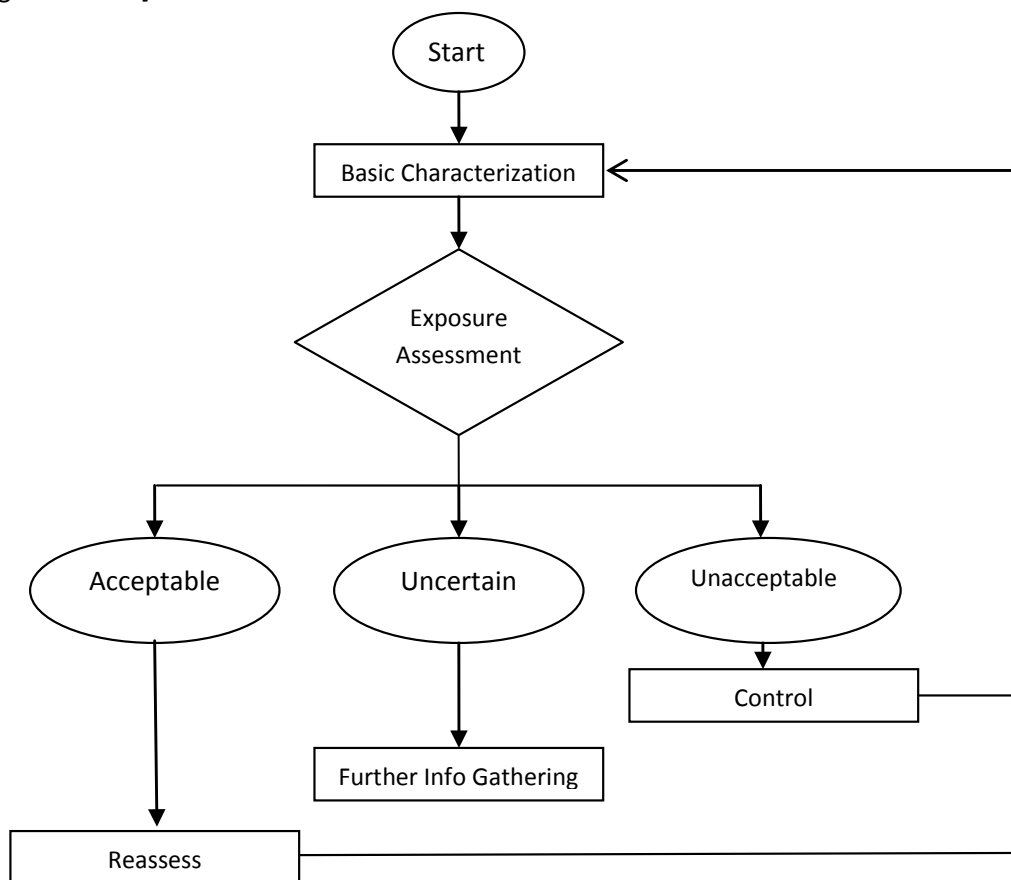 Start
Basic Characterization
Exposure
Assessment
Acceptable
Uncertain
Unacceptable
Control
Further Info Gathering
Reassess